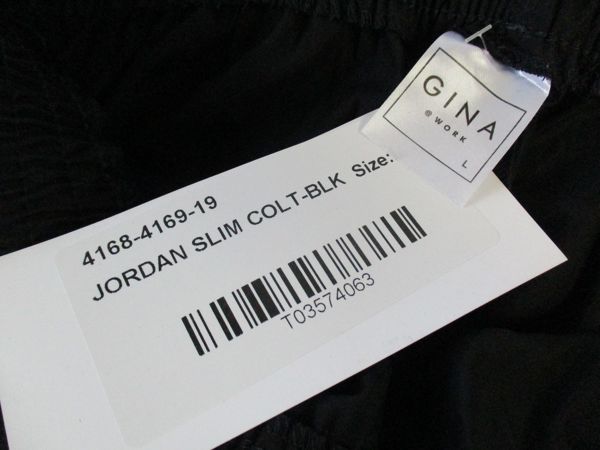 GINA
@ WORK
L
4168-4169-19
JORDAN SLIM COLT-BLK Size:
T03574063